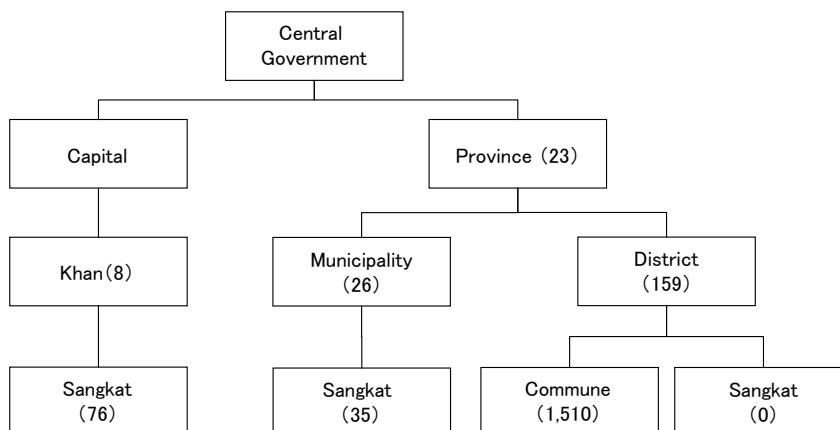 Central
Government
Capital
Province (23)
Khan(8)
Municipality
(26)
District
(159)
Sangkat
(76)
Sangkat
(35)
Commune
(1,510)
Sangkat
(0)